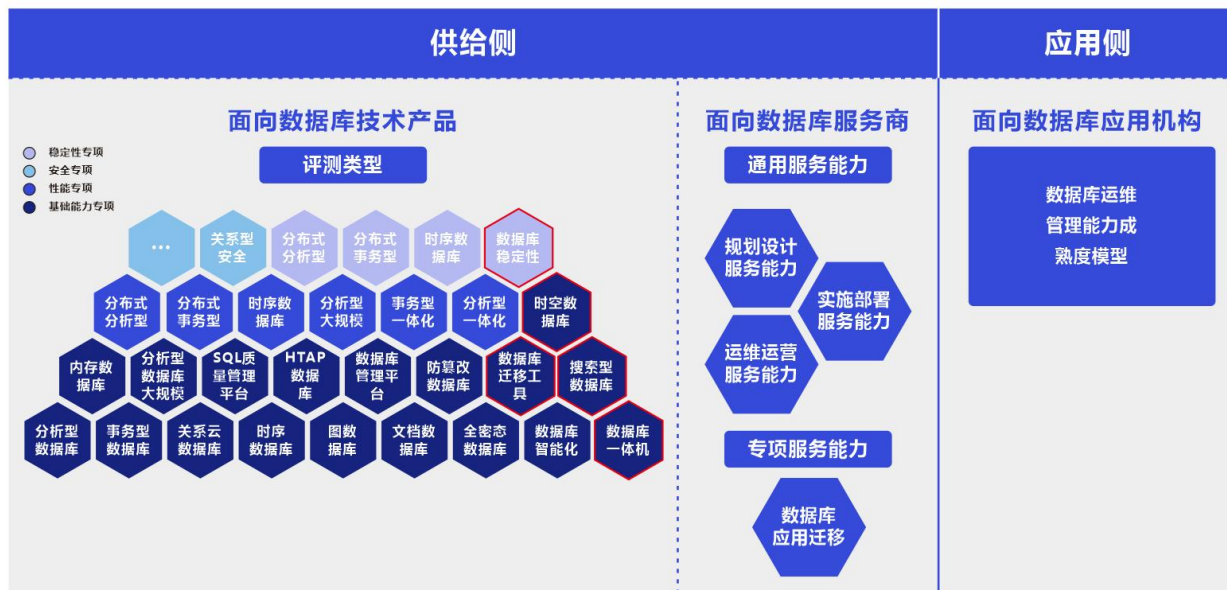 供给侧
应用侧
面向数据库技术产品
评测类型
稳定性专项
安全专项
性能专项
基础能力专项
...
关系型
安全
分布式
分析型
分布式
事务型
时序数
据库
数据库
稳定性
分布式
分析型
分布式
事务型
时序数
据库
分析型
大规模
事务型
一体化
分析型
一体化
时空数
据库
内存数
据库
分析型
数据库
大规模
SQL质
量管理
平台
HTAP
数据
库
数据库
管理平
台
防篡改
数据库
数据库
迁移工
具
搜索型
数据库
分析型
数据库
事务型
数据库
关系云
数据库
时序
数据库
图数
据库
文档数
据库
全密态
数据库
数据库
智能化
数据库
一体机
面向数据库服务商
通用服务能力
规划设计
服务能力
实施部署
服务能力
运维运营
服务能力
专项服务能力
数据库
应用迁移
面向数据库应用机构
数据库运维
管理能力成
熟度模型